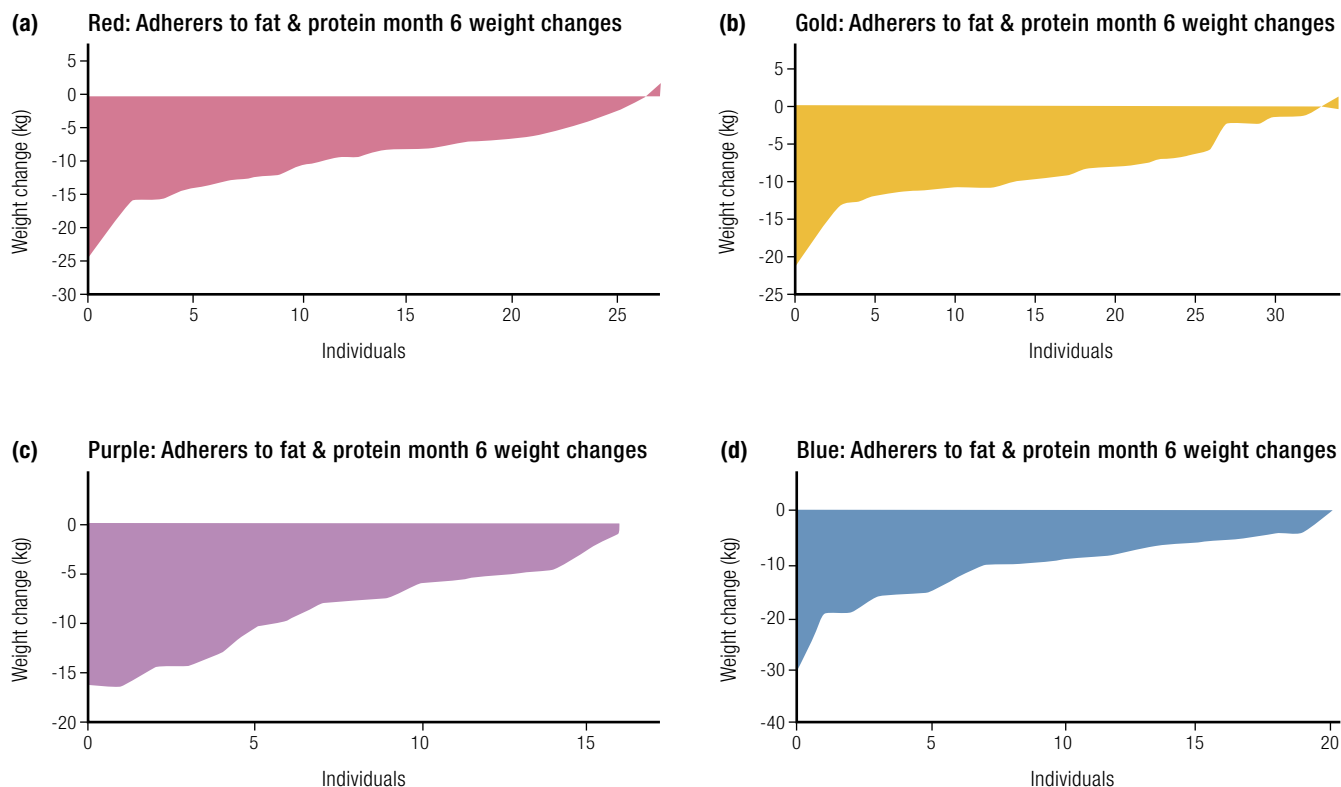 (a) Red: Adherers to fat & protein month 6 weight changes
5
0
-5
-10
-15
-20
-25
-30
Weight change (kg)
0 5 10 15 20 25
Individuals
(b) Gold: Adherers to fat & protein month 6 weight changes
5
0
-5
-10
-15
-20
-25
Weight change (kg)
0 5 10 15 20 25 30
Individuals
(c) Purple: Adherers to fat & protein month 6 weight changes
0
-5
-10
-15
-20
Weight change (kg)
0 5 10 15
Individuals
(d) Blue: Adherers to fat & protein month 6 weight changes
0
-10
-20
-30
-40
Weight change (kg)
0 5 10 15 20
Individuals